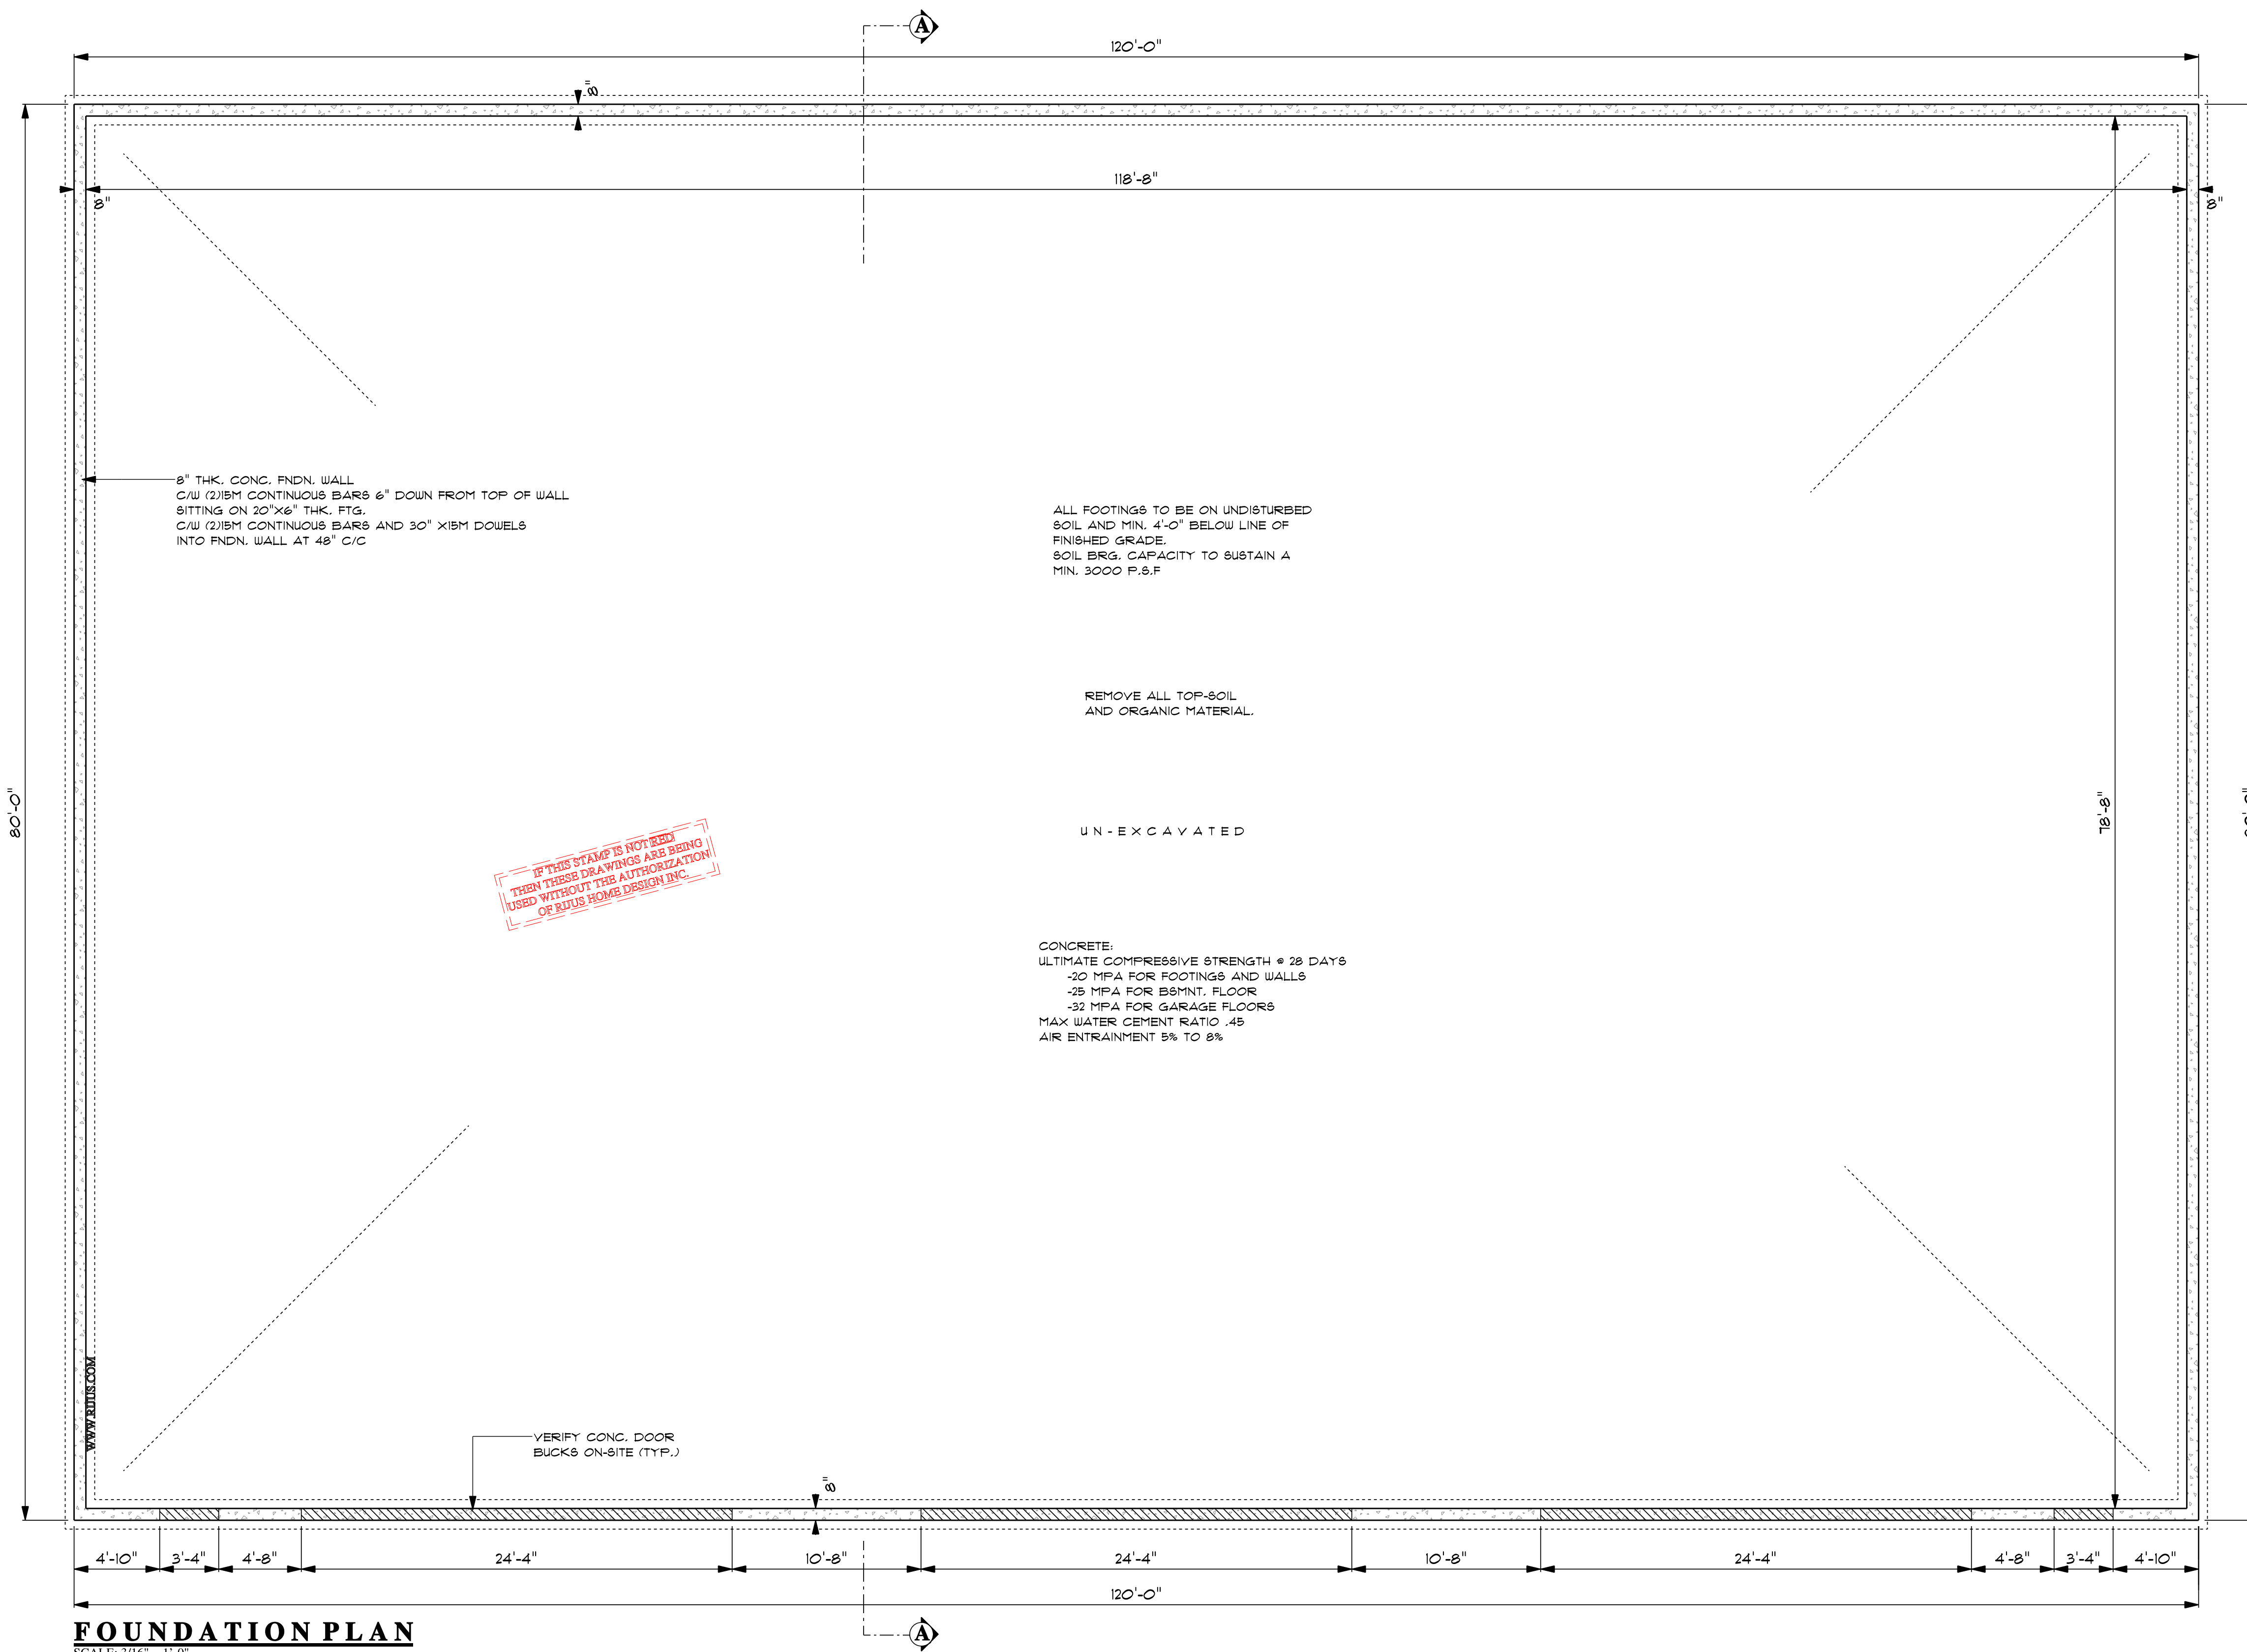 A
120'-0"
8"
118'-8"
8"
8"
8" THK. CONC. FNDN. WALL
C/W (2)15M CONTINUOUS BARS 6" DOWN FROM TOP OF WALL
SITTING ON 20"X6" THK. FTG.
C/W (2)15M CONTINUOUS BARS AND 30" X15M DOWELS
INTO FNDN. WALL AT 48" C/C
ALL FOOTINGS TO BE ON UNDISTURBED
SOIL AND MIN. 4'-0" BELOW LINE OF
FINISHED GRADE.
SOIL BRG. CAPACITY TO SUSTAIN A
MIN. 3000 P.S.F
REMOVE ALL TOP-SOIL
AND ORGANIC MATERIAL.
80'-0"
78'-8"
UN-EXCAVATED
IF THIS STAMP IS NOT RED
THEN THESE DRAWINGS ARE BEING
USED WITHOUT THE AUTHORIZATION
OF RIJUS HOME DESIGN INC.
CONCRETE:
ULTIMATE COMPRESSIVE STRENGTH @ 28 DAYS
-20 MPA FOR FOOTINGS AND WALLS
-25 MPA FOR BSMNT. FLOOR
-32 MPA FOR GARAGE FLOORS
MAX WATER CEMENT RATIO .45
AIR ENTRAINMENT 5% TO 8%
WWW.RIJUS.COM
VERIFY CONC. DOOR
BUCKS ON-SITE (TYP.)
8"
4'-10" 3'-4" 4'-8" 24'-4" 10'-8" 24'-4" 10'-8" 24'-4" 4'-8" 3'-4" 4'-10"
120'-0"
FOUNDATION PLAN
A